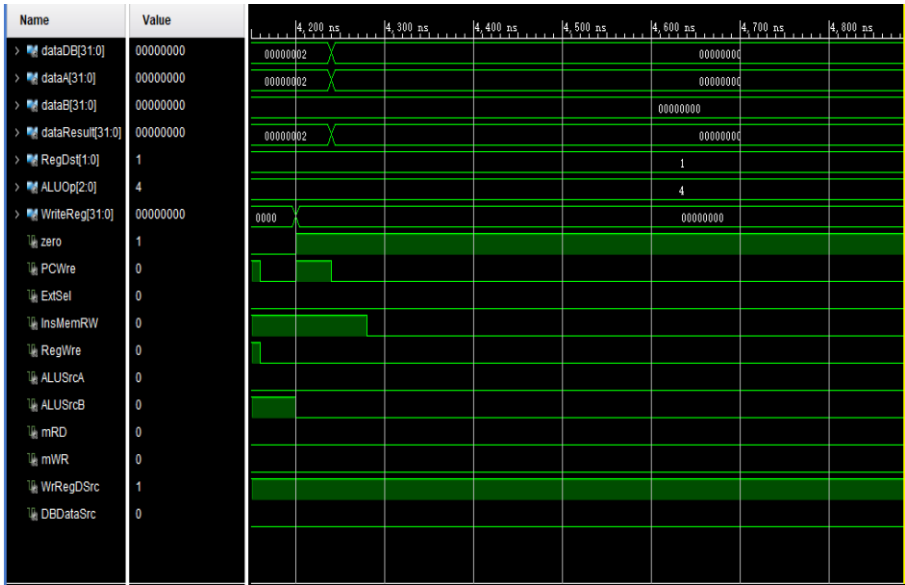 Name Value 4,200 ns 4,300 ns 4,400 ns 4,500 ns 4,600 ns 4,700 ns 4,800 ns
dataDB[31:0] 00000000 00000002 00000000
dataA[31:0] 00000000 00000002 00000000
dataB[31:0] 00000000 00000000
dataResult[31:0] 00000000 00000002 00000000
RegDst[1:0] 1 1
ALUOp[2:0] 4 4
WriteReg[31:0] 00000000 0000 00000000
zero 1
PCWre 0
ExtSel 0
InsMemRW 0
RegWre 0
ALUSrcA 0
ALUSrcB 0
mRD 0
mWR 0
WrRegDSrc 1
DBDataSrc 0